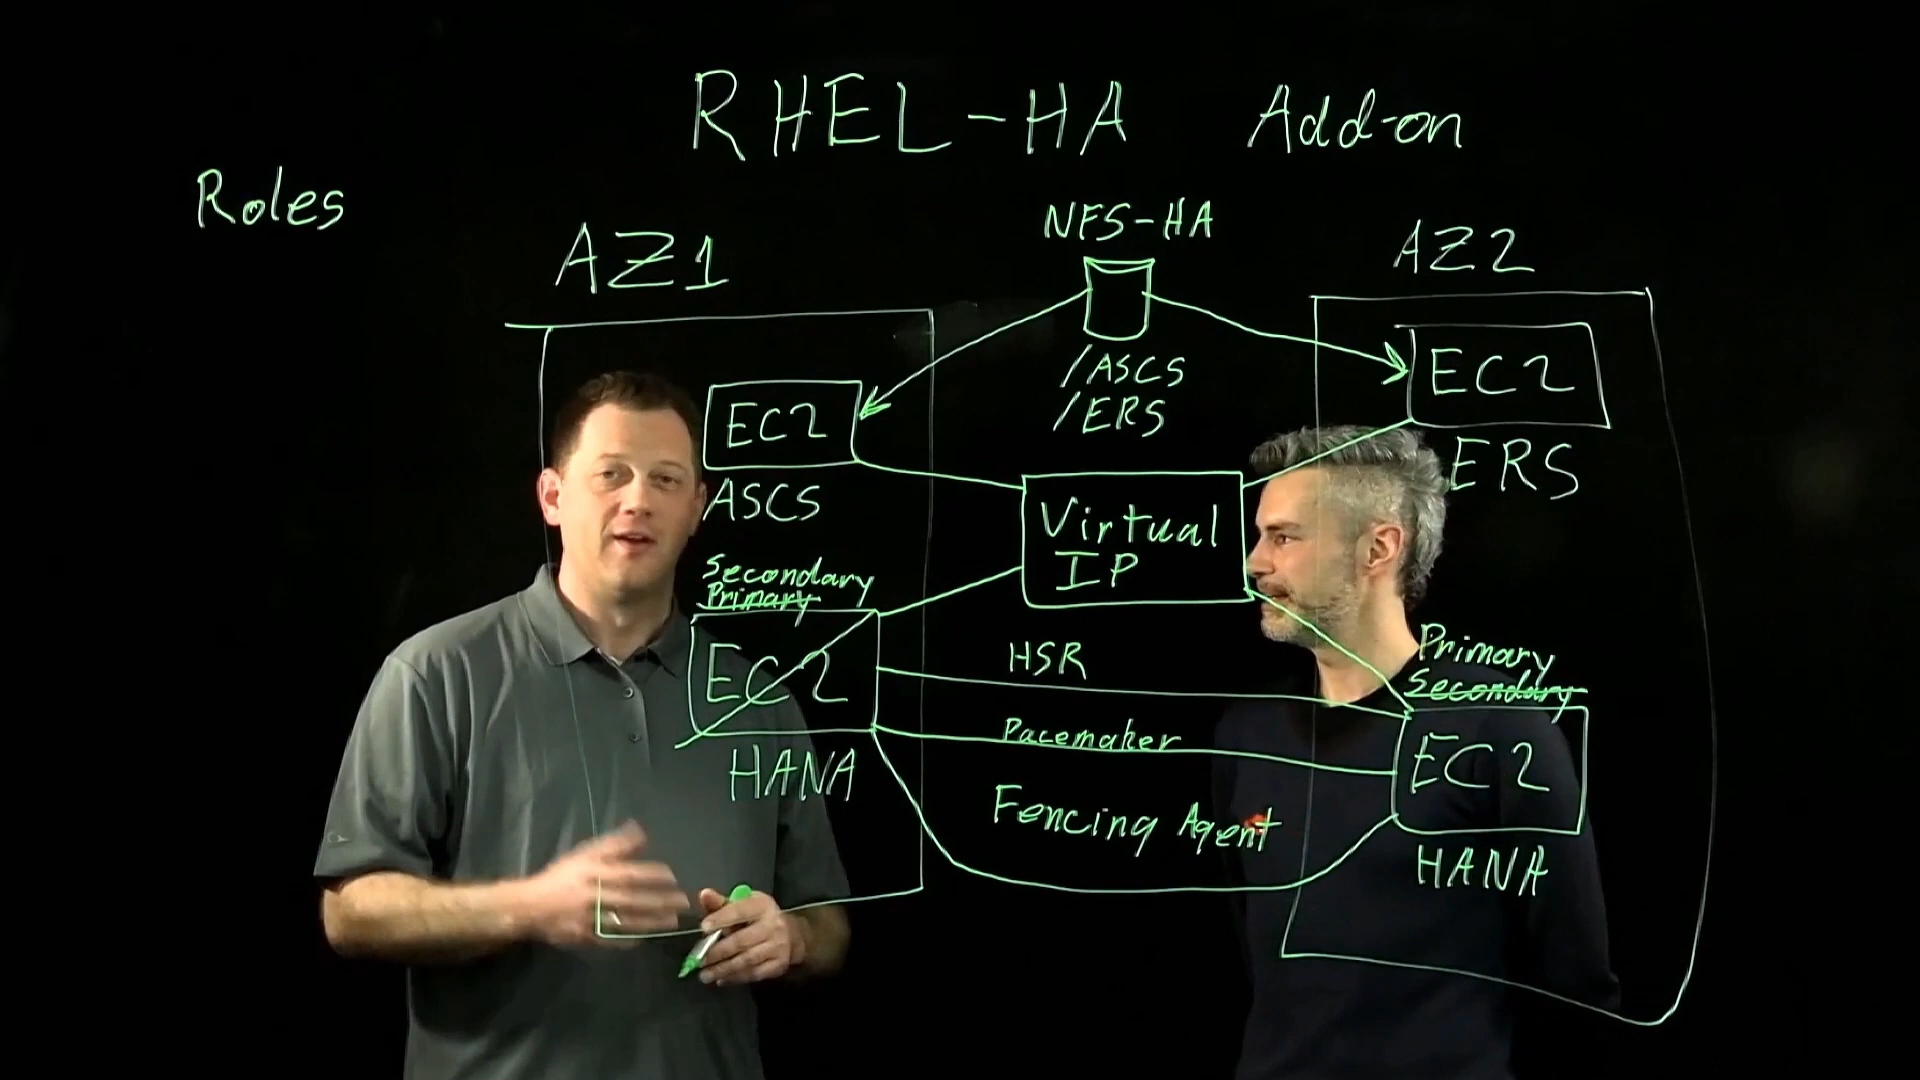 RHEL-HA Add-on
Roles
AZ1
NFS-HA
AZ2
/ASCS
/ERS
EC2
ASCS
EC2
ERS
Virtual
IP
Secondary
Primary
EC2
HANA
HSR
Pacemaker
Fencing Agent
Primary
Secondary
EC2
HANA